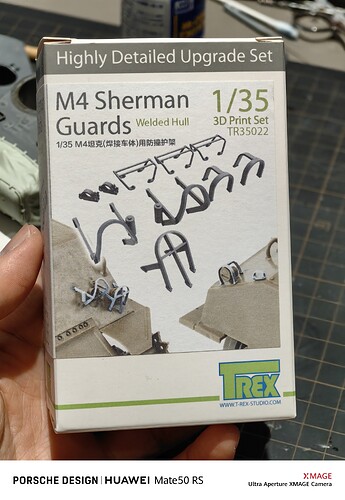 Highly Detailed Upgrade Set
M4 Sherman
Guards Welded Hull
1/35
3D Print Set
TR35022
1/35 M4坦克(焊接车体)用防撞护架
TREX
WWW.T-REX-STUDIO.COM
PORSCHE DESIGN | HUAWEI Mate50 RS
XMAGE
Ultra Aperture XMAGE Camera